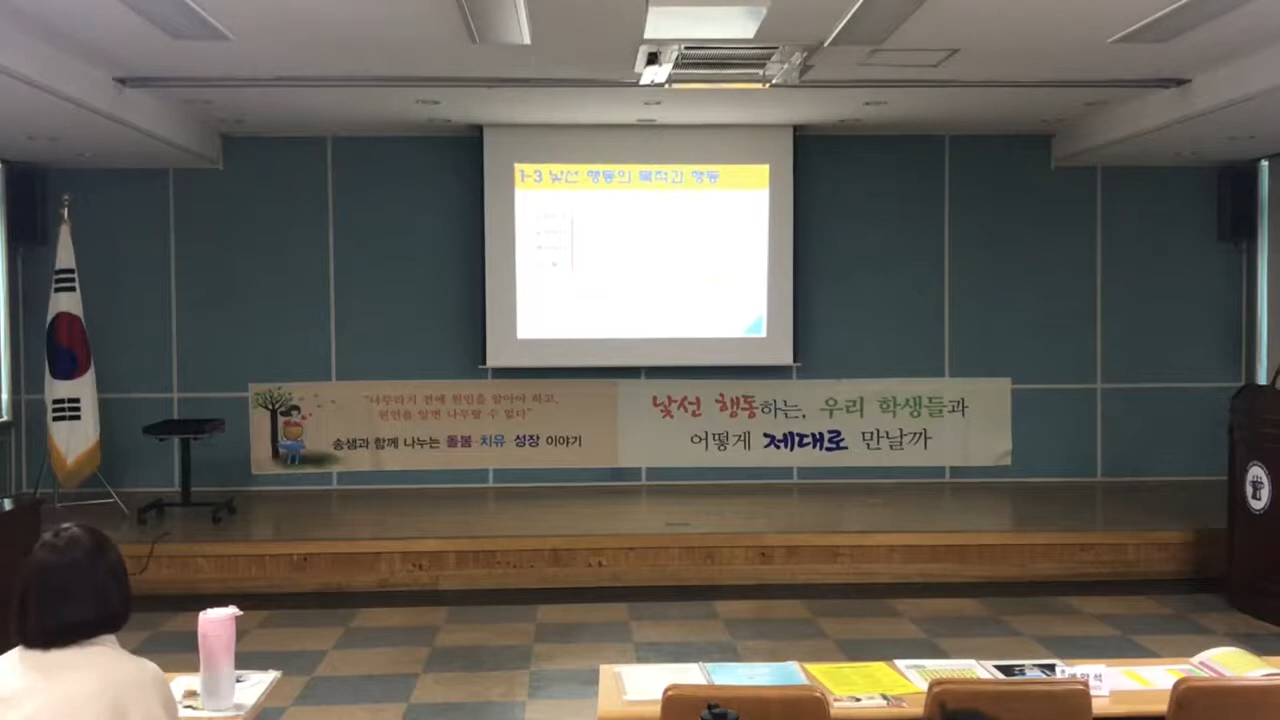 1-3 낯선 행동의 목적과 행동
"나무라기 전에 원인을 알아야 하고,
원인을 알면 나무랄 수 없다"
송샘과 함께 나누는 돌봄·치유·성장 이야기
낯선 행동하는, 우리 학생들과
어떻게 제대로 만날까